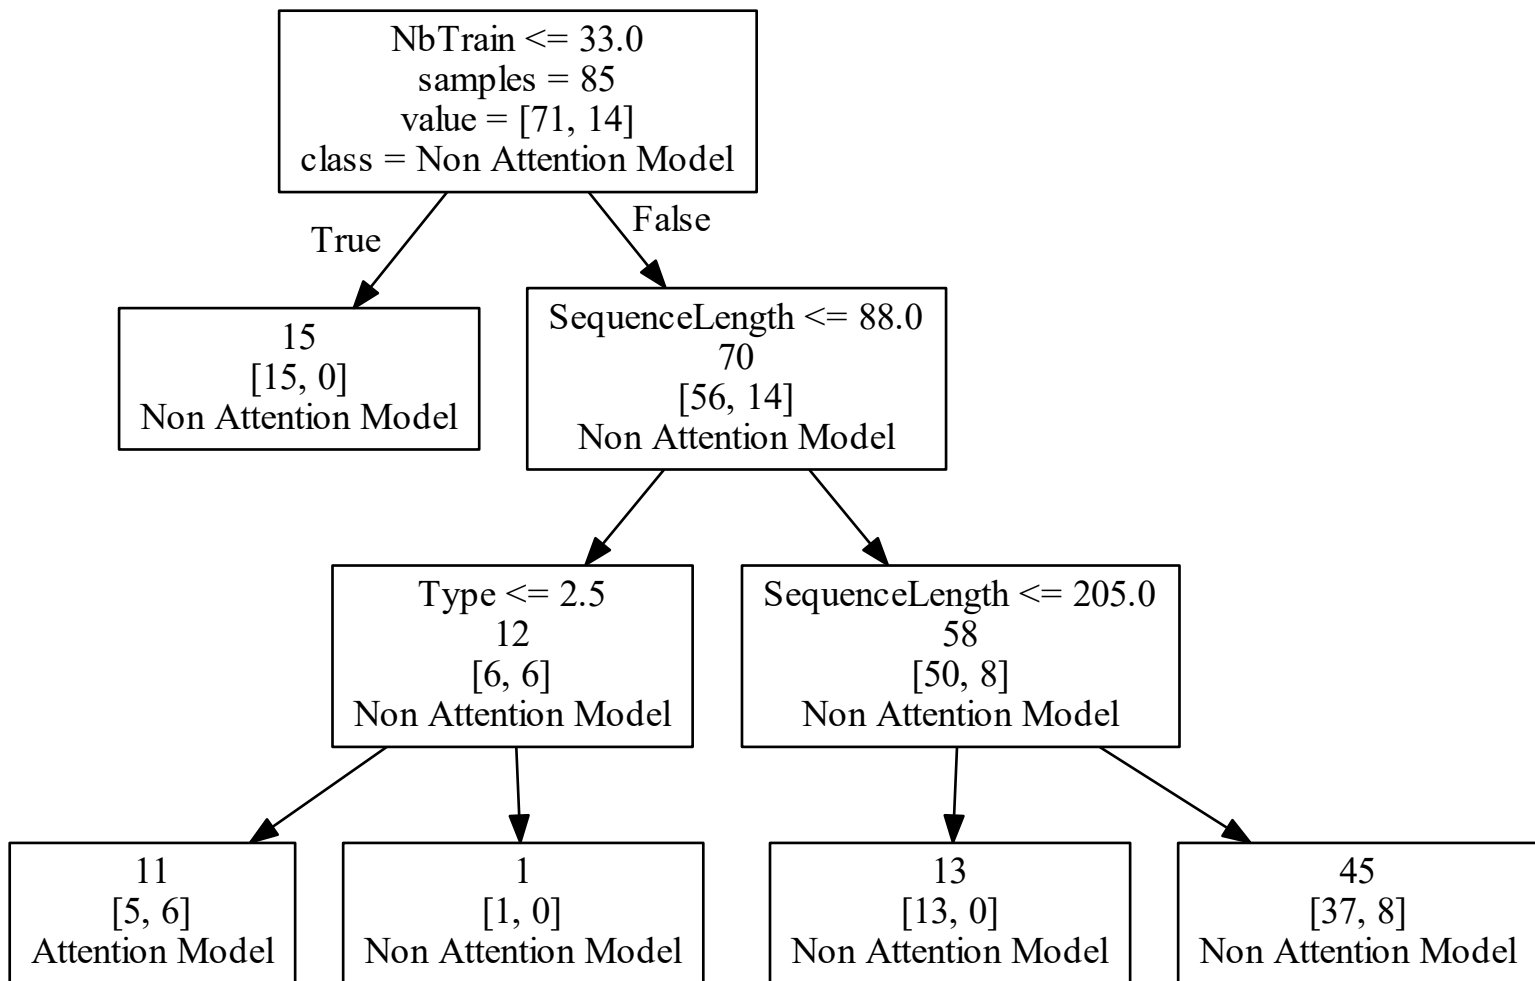 NbTrain <= 33.0
samples = 85
value = [71, 14]
class = Non Attention Model
True
False
15
[15, 0]
Non Attention Model
SequenceLength <= 88.0
70
[56, 14]
Non Attention Model
Type <= 2.5
12
[6, 6]
Non Attention Model
SequenceLength <= 205.0
58
[50, 8]
Non Attention Model
11
[5, 6]
Attention Model
1
[1, 0]
Non Attention Model
13
[13, 0]
Non Attention Model
45
[37, 8]
Non Attention Model